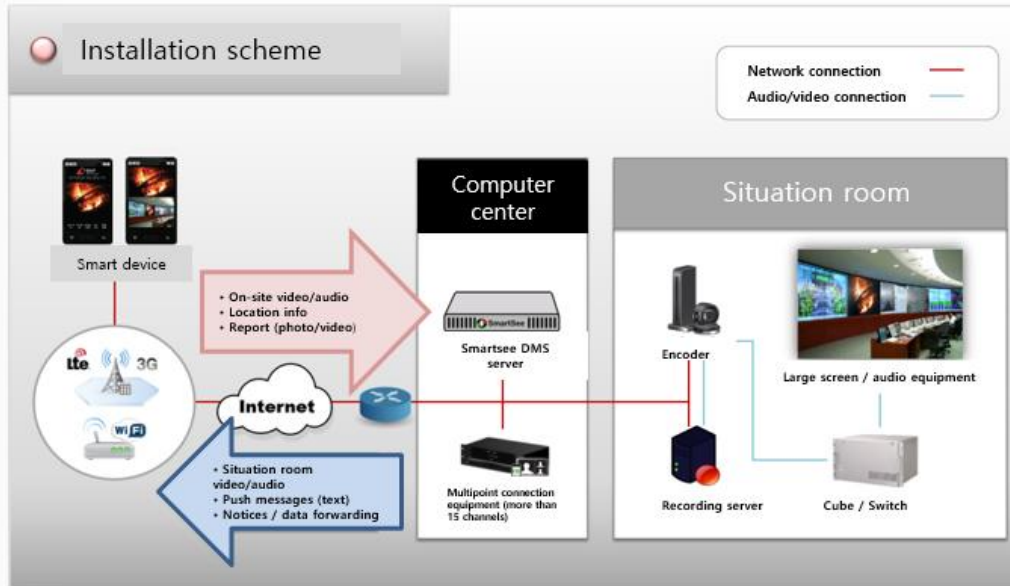 Installation scheme
Network connection
Audio/video connection
Smart device
Lte 3G
WiFi
Internet
• On-site video/audio
• Location info
• Report (photo/video)
• Situation room
video/audio
• Push messages (text)
• Notices / data forwarding
Computer
center
SmartSee
Smartsee DMS
server
Multipoint connection
equipment (more than
15 channels)
Situation room
Encoder
Large screen / audio equipment
Recording server
Cube / Switch